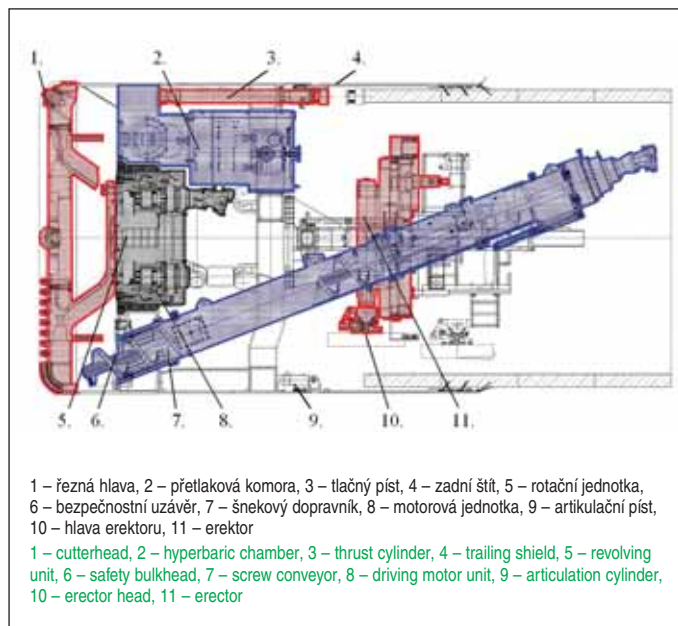 1. 2. 3. 4.
5. 6. 7. 8. 9. 10. 11.
1 – řezná hlava, 2 – přetlaková komora, 3 – tlačný píst, 4 – zadní štít, 5 – rotační jednotka,
6 – bezpečnostní uzávěr, 7 – šnekový dopravník, 8 – motorová jednotka, 9 – artikulační píst,
10 – hlava erektoru, 11 – erektor
1 – cutterhead, 2 – hyperbaric chamber, 3 – thrust cylinder, 4 – trailing shield, 5 – revolving
unit, 6 – safety bulkhead, 7 – screw conveyor, 8 – driving motor unit, 9 – articulation cylinder,
10 – erector head, 11 – erector